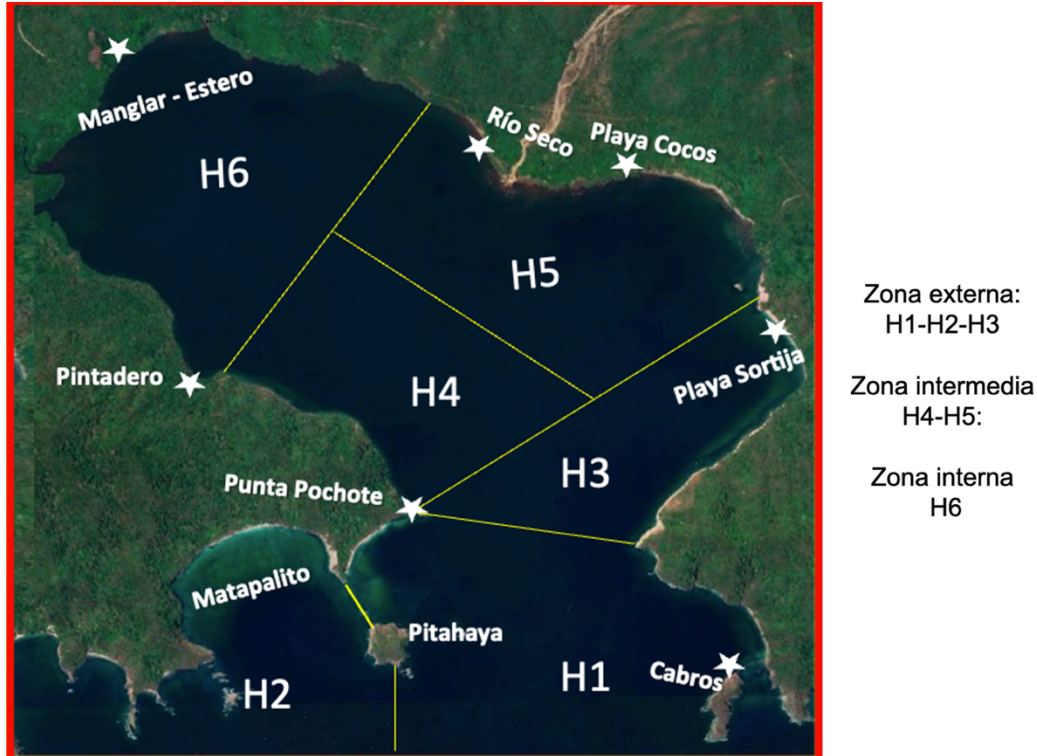 Manglar - Estero
Río Seco
Playa Cocos
H6
H5
Pintadero
H4
Playa Sortija
Punta Pochote
H3
Matapalito
Pitahaya
H2
H1
Cabros
Zona externa:
H1-H2-H3
Zona intermedia
H4-H5:
Zona interna
H6